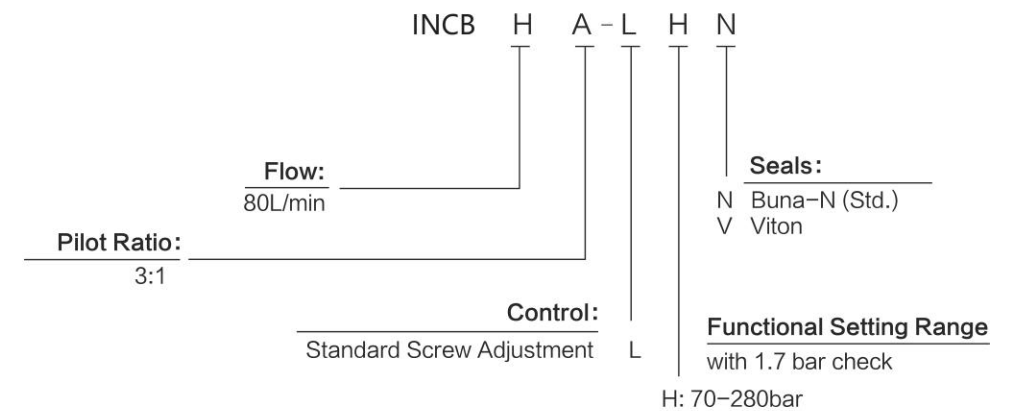 INCB H A - L H N
Flow:
80L/min
Pilot Ratio:
3:1
Control:
Standard Screw Adjustment L
Seals:
N Buna-N (Std.)
V Viton
Functional Setting Range
with 1.7 bar check
H: 70-280bar